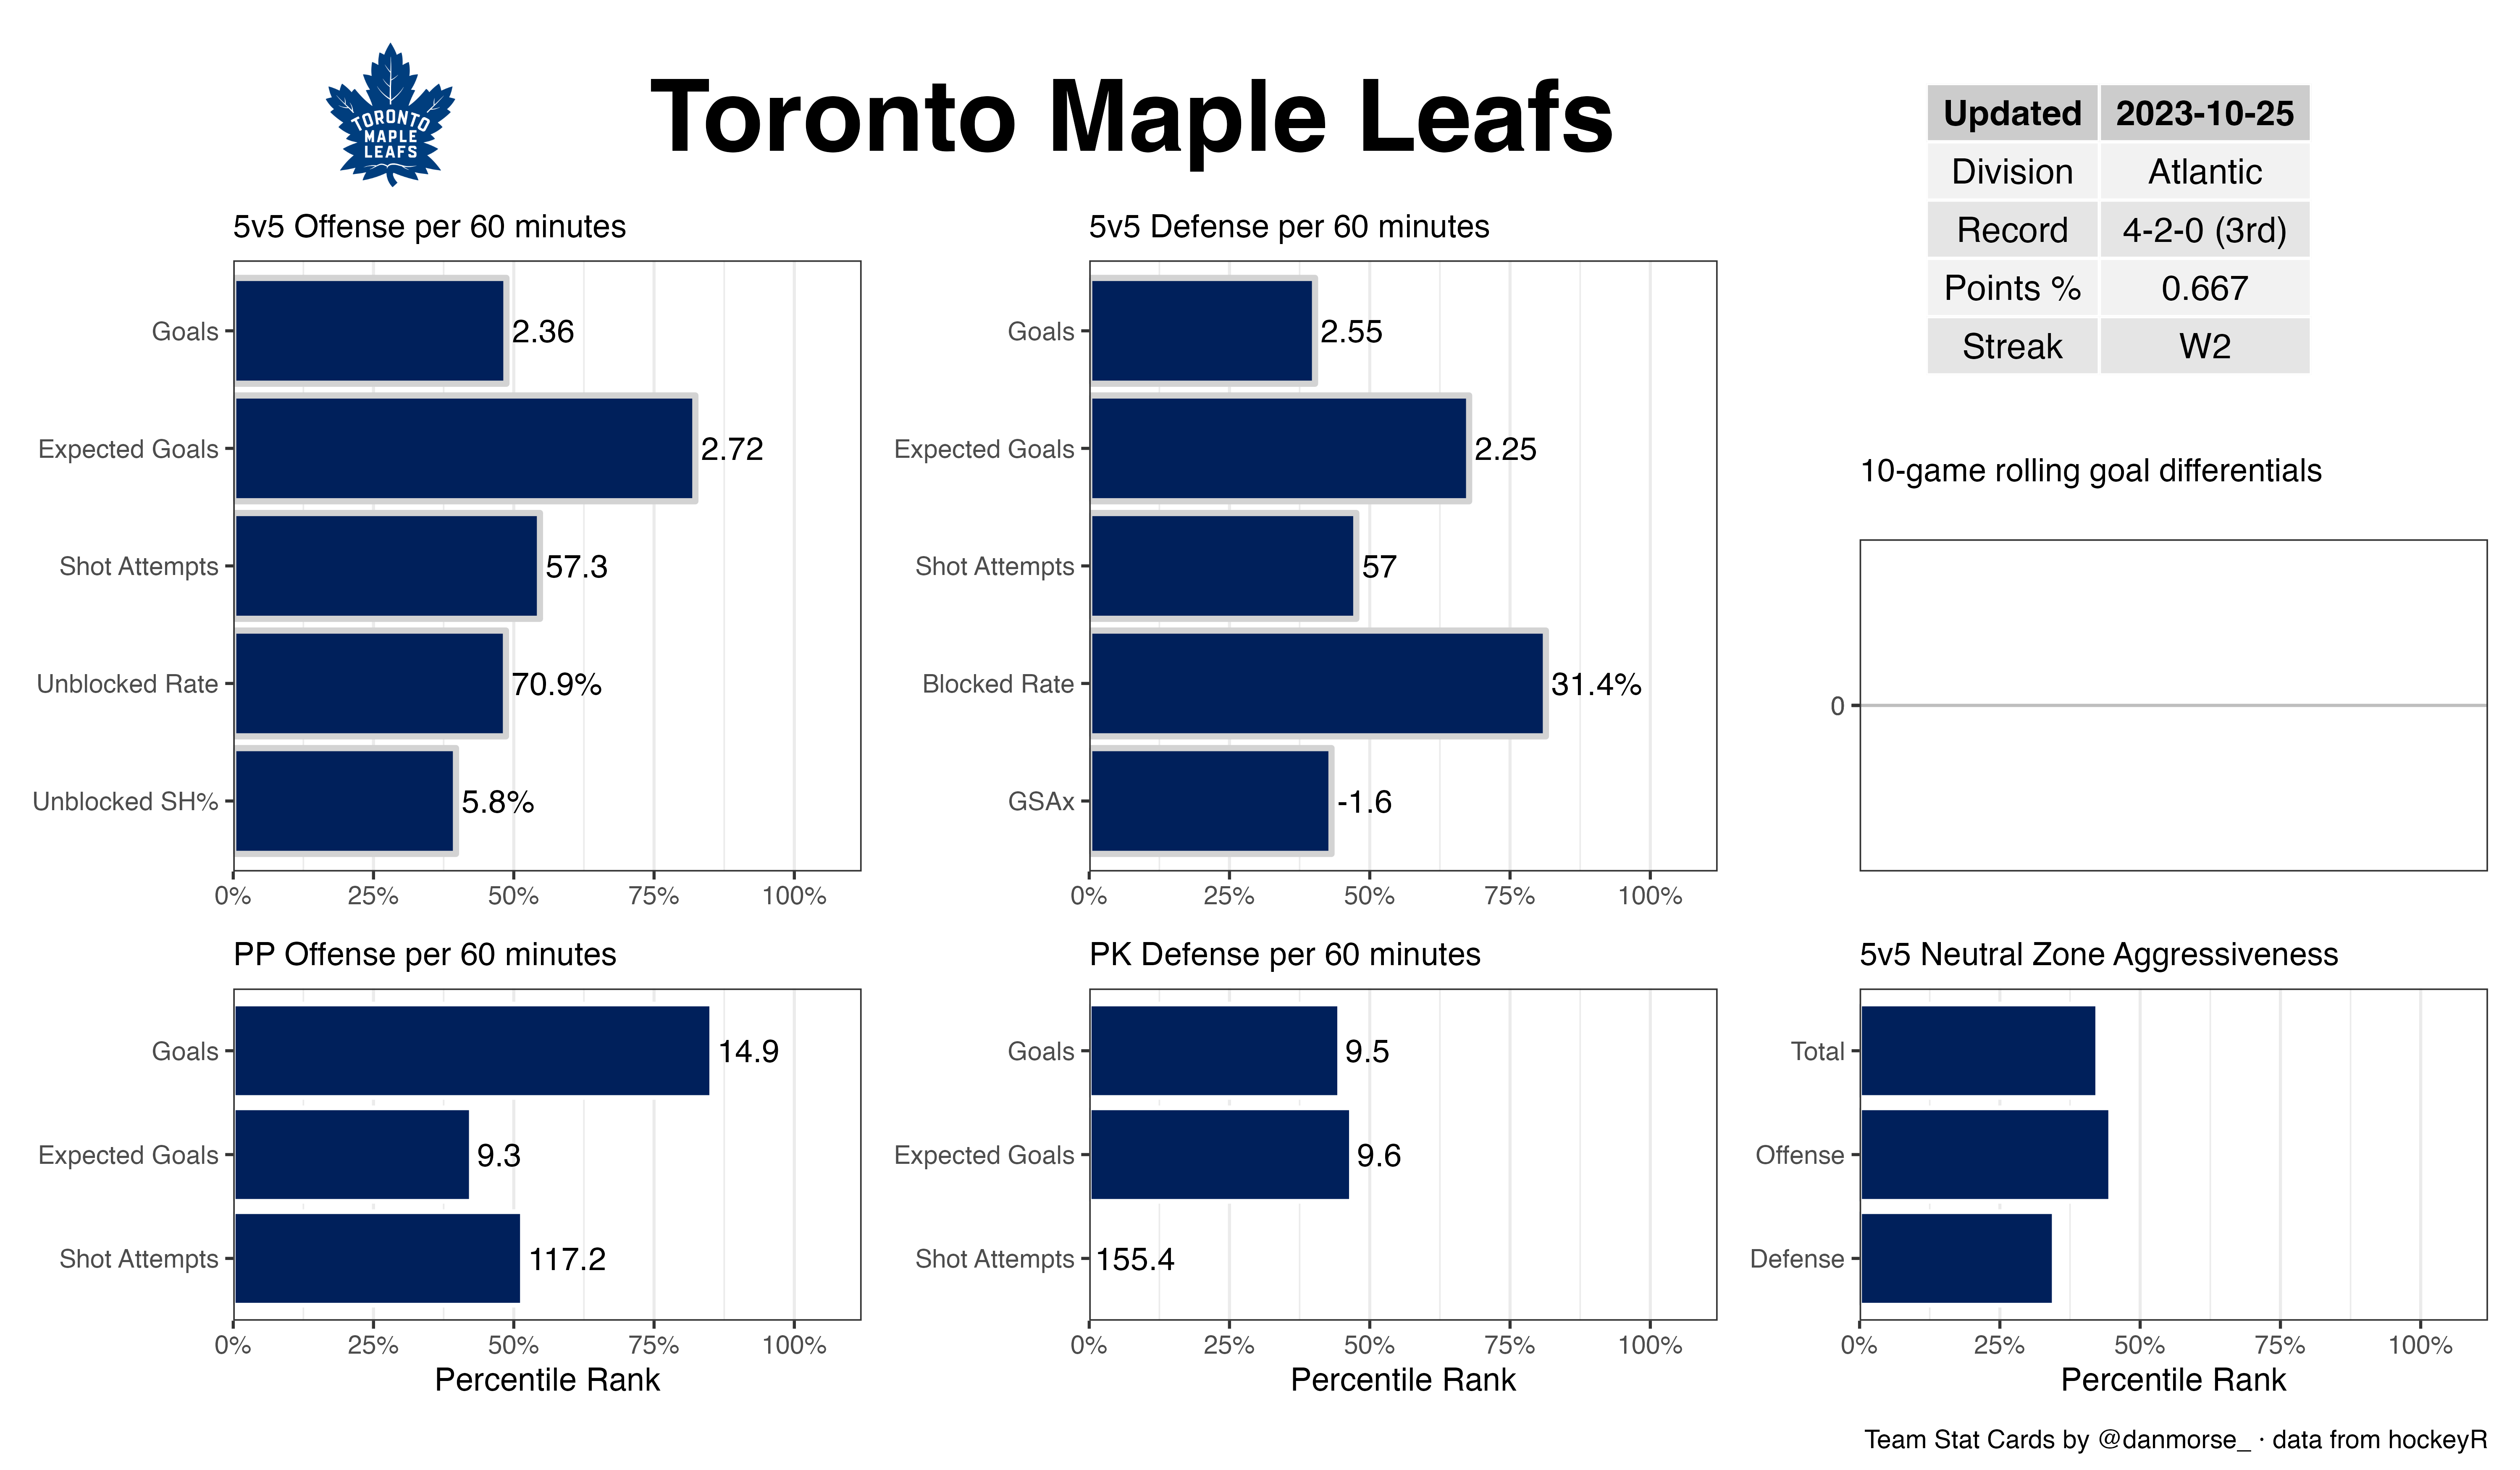 TORONTO
MAPLE
LEAFS
Toronto Maple Leafs
Updated 2023-10-25
Division Atlantic
Record 4-2-0 (3rd)
Points % 0.667
Streak W2
5v5 Offense per 60 minutes
Goals 2.36
Expected Goals 2.72
Shot Attempts 57.3
Unblocked Rate 70.9%
Unblocked SH% 5.8%
0% 25% 50% 75% 100%
5v5 Defense per 60 minutes
Goals 2.55
Expected Goals 2.25
Shot Attempts 57
Blocked Rate 31.4%
GSAx -1.6
0% 25% 50% 75% 100%
10-game rolling goal differentials
0
PP Offense per 60 minutes
Goals 14.9
Expected Goals 9.3
Shot Attempts 117.2
0% 25% 50% 75% 100%
Percentile Rank
PK Defense per 60 minutes
Goals 9.5
Expected Goals 9.6
Shot Attempts 155.4
0% 25% 50% 75% 100%
Percentile Rank
5v5 Neutral Zone Aggressiveness
Total
Offense
Defense
0% 25% 50% 75% 100%
Percentile Rank
Team Stat Cards by @danmorse_ · data from hockeyR